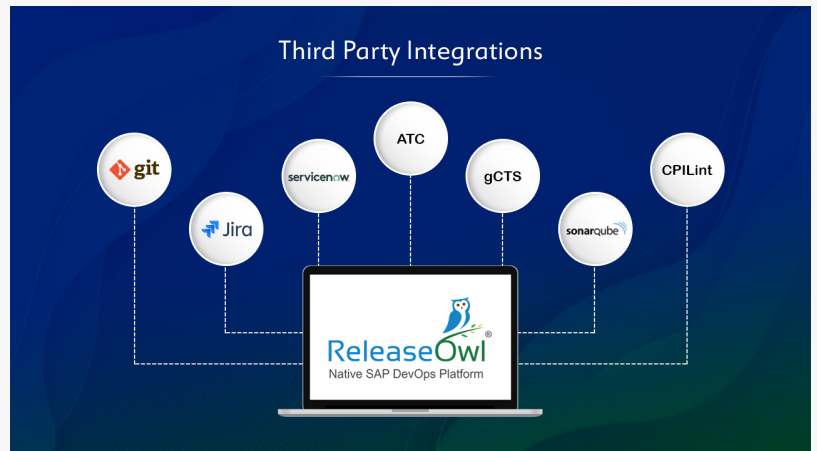 Third Party Integrations
git
Jira
servicenow
ATC
gCTS
sonarqube
CPILint
ReleaseOwl®
Native SAP DevOps Platform